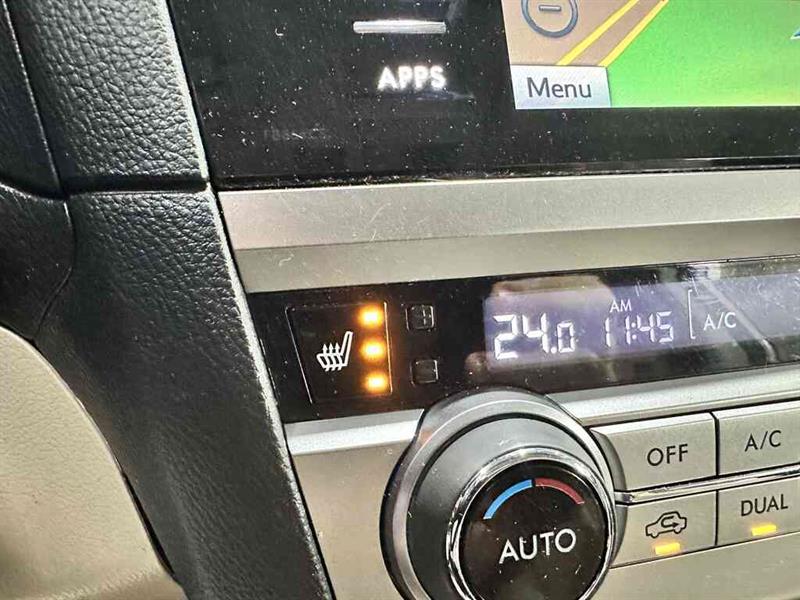 APPS
Menu
24.0
AM
11:45
A/C
OFF
A/C
AUTO
DUAL